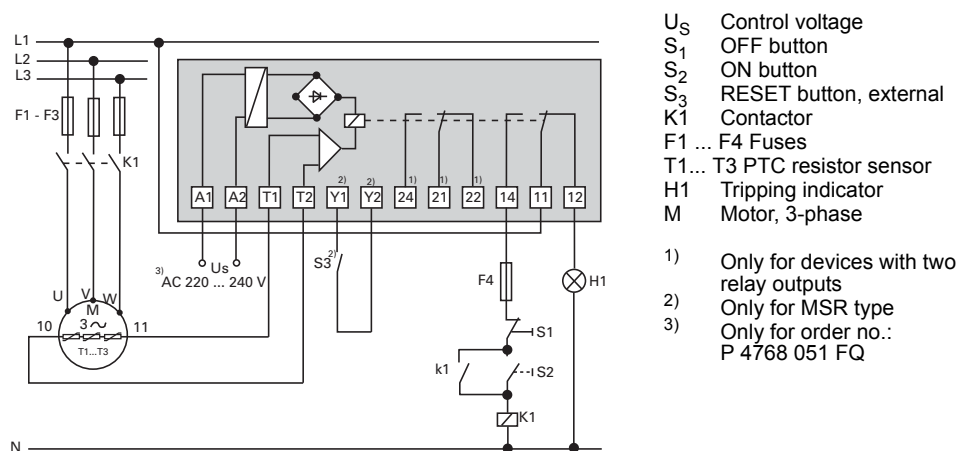 L1
L2
L3
F1 - F3
K1
A1 A2 T1 T2 Y1 Y2 24 21 22 14 11 12
2) 2) 1) 1) 1)
3) AC 220 ... 240 V
Us
S3 2)
F4
H1
S1
k1
S2
K1
U V W
M
3~
10 11
T1...T3
N
US Control voltage
S1 OFF button
S2 ON button
S3 RESET button, external
K1 Contactor
F1 ... F4 Fuses
T1... T3 PTC resistor sensor
H1 Tripping indicator
M Motor, 3-phase
1) Only for devices with two
relay outputs
2) Only for MSR type
3) Only for order no.:
P 4768 051 FQ